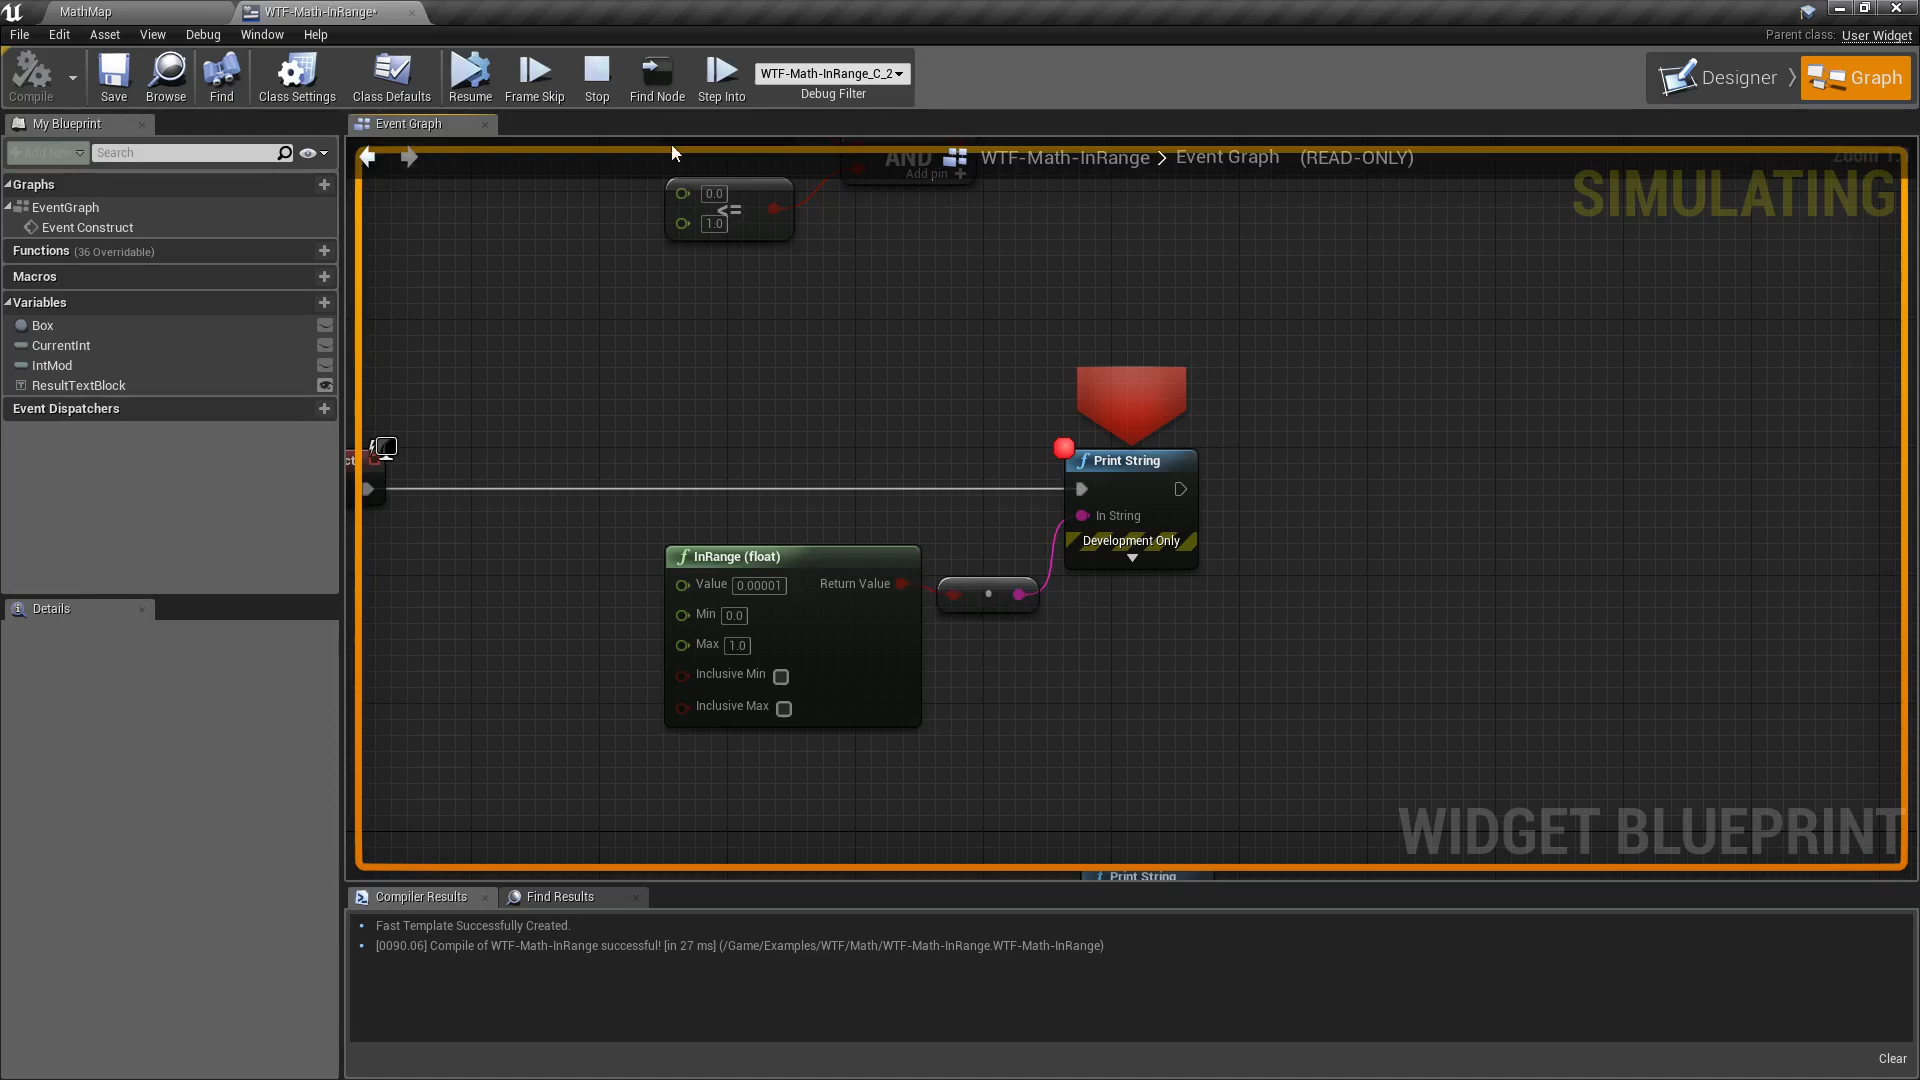 MathMap
WTF-Math-InRange*
File Edit Asset View Debug Window Help
Parent class: User Widget
Compile
Save
Browse
Find
Class Settings
Class Defaults
Resume
Frame Skip
Stop
Find Node
Step Into
WTF-Math-InRange_C_2
Debug Filter
Designer
Graph
My Blueprint
Event Graph
Add New
Search
AND
Add pin
WTF-Math-InRange > Event Graph (READ-ONLY)
SIMULATING
Graphs
EventGraph
Event Construct
Functions (36 Overridable)
Macros
Variables
Box
CurrentInt
IntMod
ResultTextBlock
Event Dispatchers
0.0
<=
1.0
ct
Print String
In String
Development Only
InRange (float)
Value 0.00001 Return Value
Min 0.0
Max 1.0
Inclusive Min
Inclusive Max
Details
WIDGET BLUEPRINT
Print String
Compiler Results
Find Results
Fast Template Successfully Created.
[0090.06] Compile of WTF-Math-InRange successful! [in 27 ms] (/Game/Examples/WTF/Math/WTF-Math-InRange.WTF-Math-InRange)
Clear